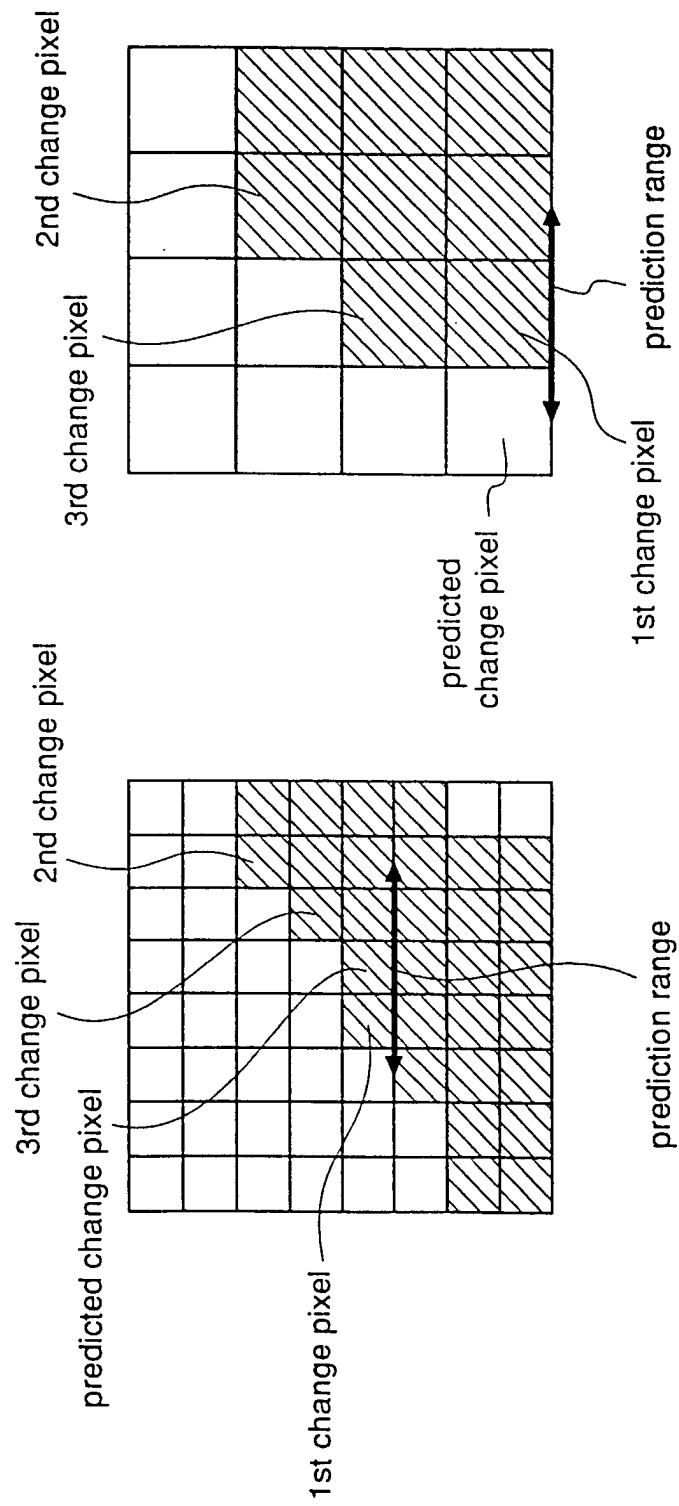 2nd change pixel
3rd change pixel
predicted change pixel
1st change pixel
prediction range
2nd change pixel
3rd change pixel
predicted
change pixel
1st change pixel
prediction range